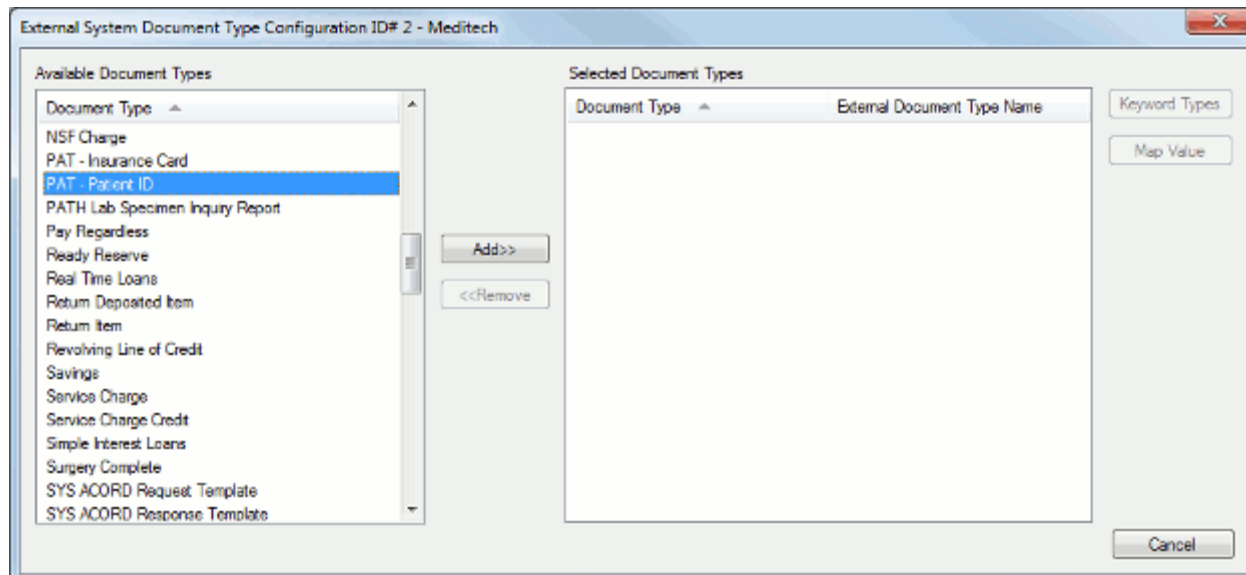 External System Document Type Configuration ID# 2 - Meditech
Available Document Types
Document Type
NSF Charge
PAT - Insurance Card
PAT - Patient ID
PATH Lab Specimen Inquiry Report
Pay Regardless
Ready Reserve
Real Time Loans
Return Deposited Item
Return Item
Revolving Line of Credit
Savings
Service Charge
Service Charge Credit
Simple Interest Loans
Surgery Complete
SYS ACORD Request Template
SYS ACORD Response Template
Add>>
<<Remove
Selected Document Types
Document Type External Document Type Name
Keyword Types
Map Value
Cancel